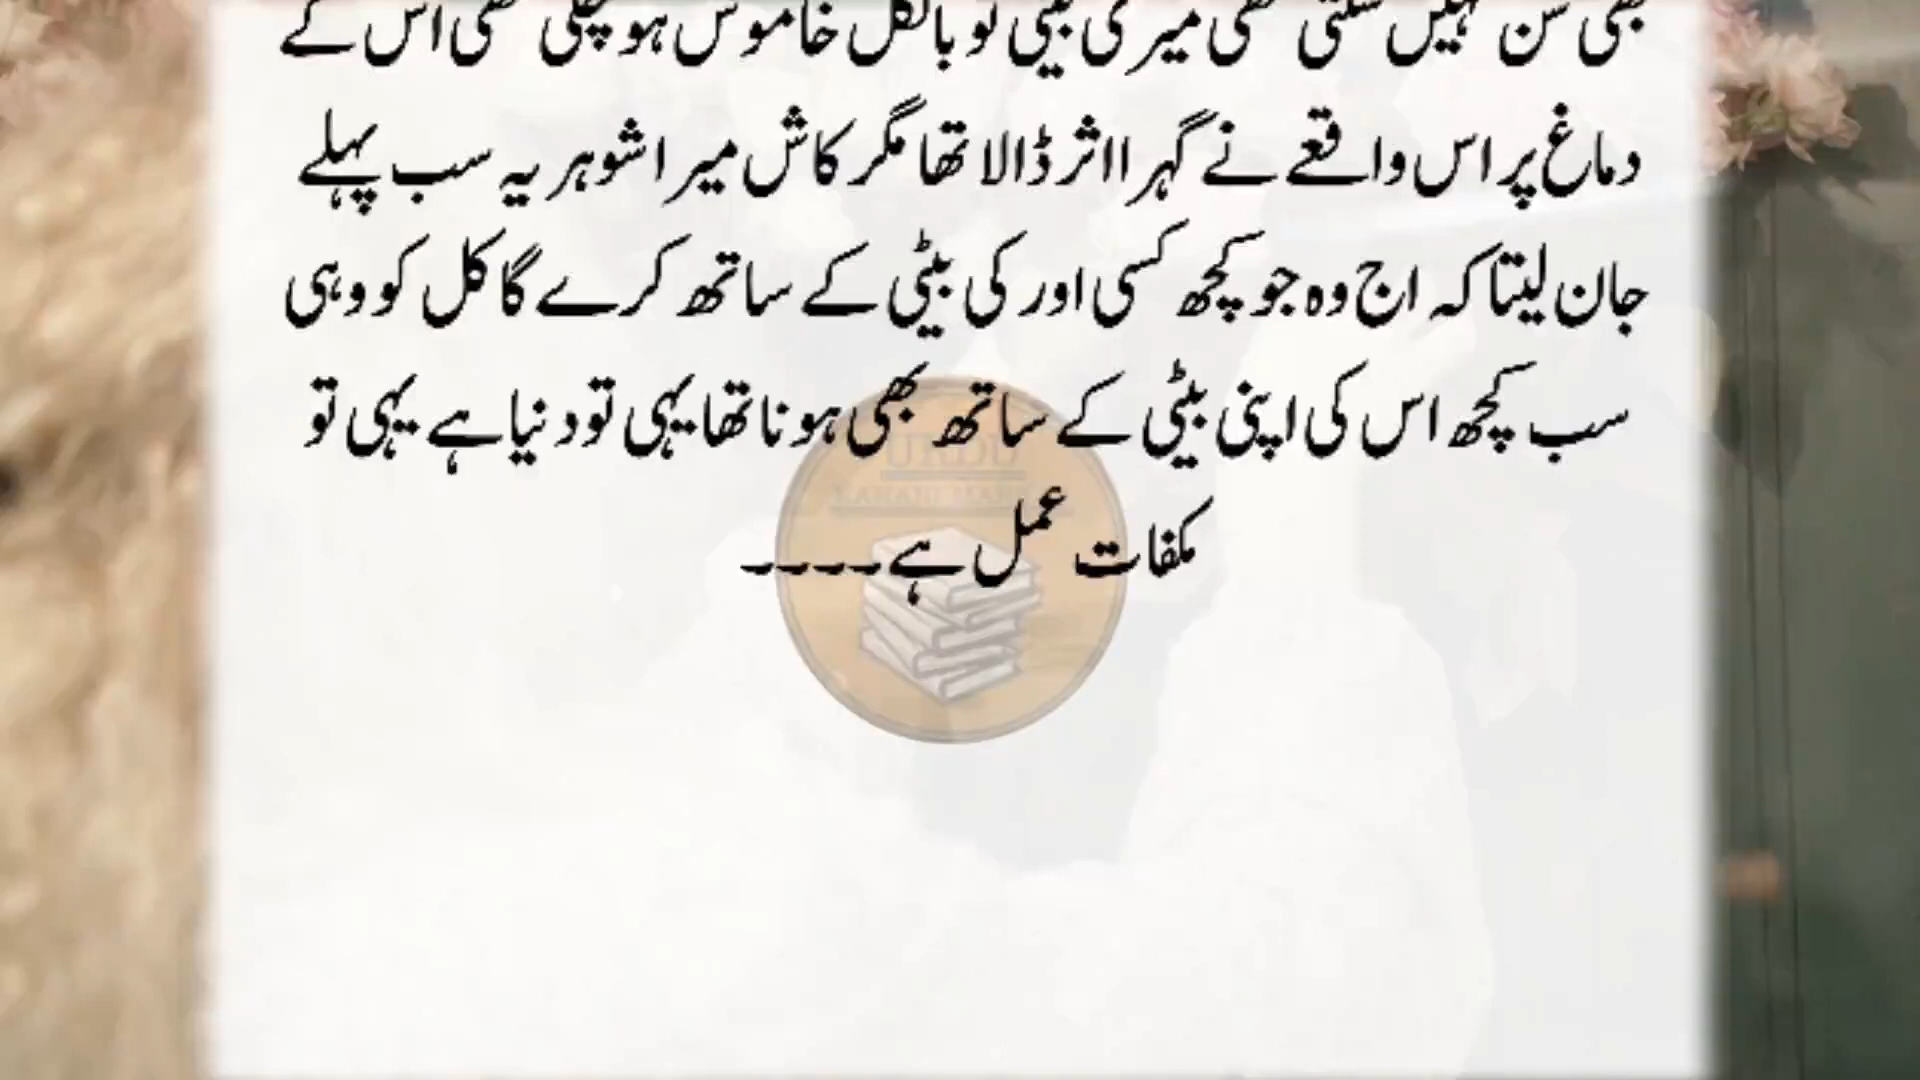 بھی سن نہیں سکتی تھی میری بیٹی تو بالکل خاموش ہو چکی تھی اس کے
دماغ پر اس واقعے نے گہرا اثر ڈالا تھا مگر کاش میرا شوہر یہ سب پہلے
جان لیتا کہ اج وہ جو کچھ کسی اور کی بیٹی کے ساتھ کرے گا کل کو وہی
سب کچھ اس کی اپنی بیٹی کے ساتھ بھی ہونا تھا یہی تو دنیا ہے یہی تو
URDU
مکفات عمل ہے۔۔۔۔